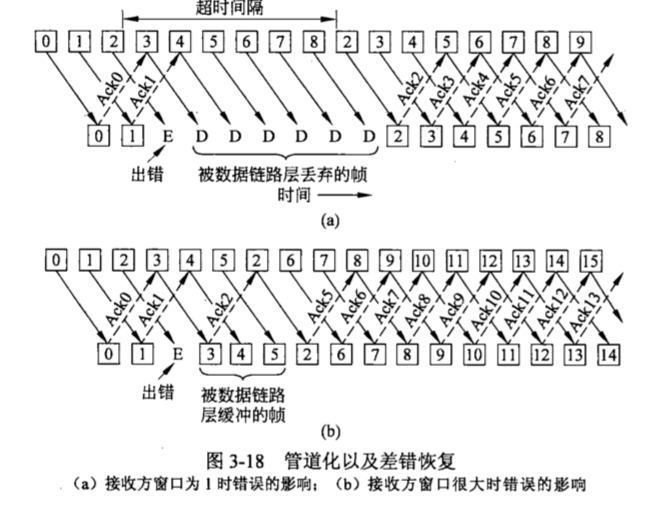 超时间隔
0 1 2 3 4 5 6 7 8 2 3 4 5 6 7 8 9
Ack0 Ack1 Ack2 Ack3 Ack4 Ack5 Ack6 Ack7
0 1 E D D D D D D 2 3 4 5 6 7 8
出错 被数据链路层丢弃的帧
时间
(a)
0 1 2 3 4 5 2 6 7 8 9 10 11 12 13 14 15
Ack0 Ack1 Ack2 Ack5 Ack6 Ack7 Ack8 Ack9 Ack10 Ack11 Ack12 Ack13
0 1 E 3 4 5 2 6 7 8 9 10 11 12 13 14
出错 被数据链路
层缓冲的帧
(b)
图 3-18 管道化以及差错恢复
(a)接收方窗口为 1 时错误的影响;(b)接收方窗口很大时错误的影响